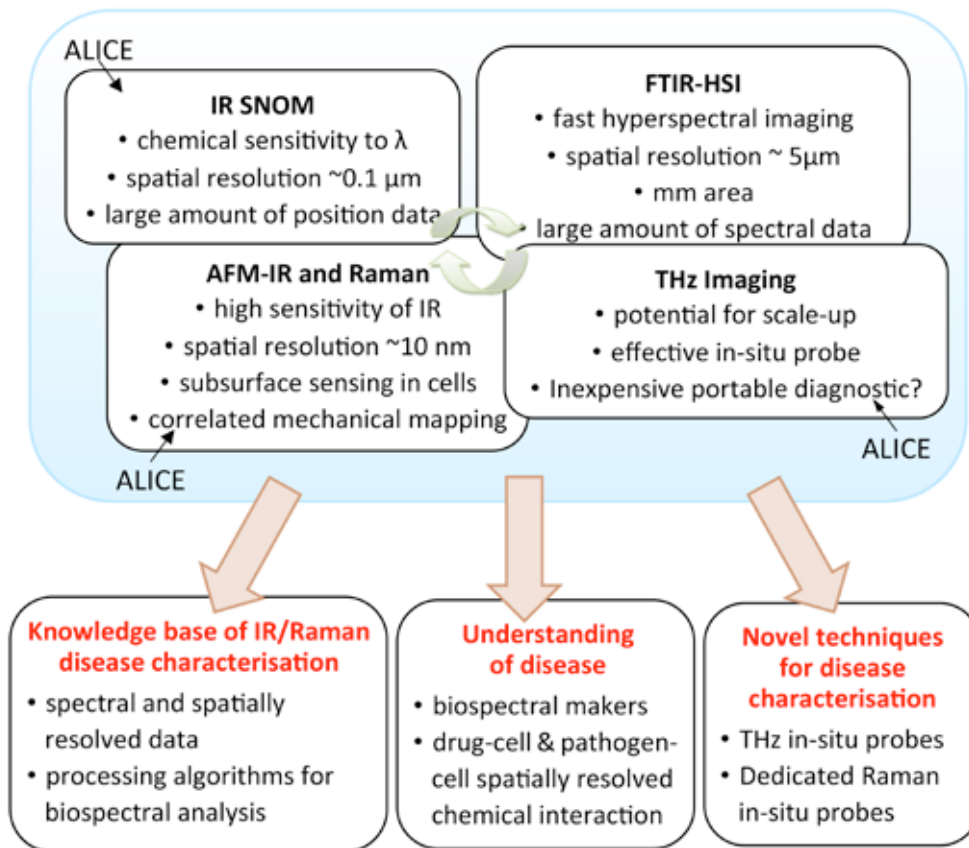 ALICE
IR SNOM
• chemical sensitivity to λ
• spatial resolution ~0.1 μm
• large amount of position data
FTIR-HSI
• fast hyperspectral imaging
• spatial resolution ~ 5μm
• mm area
• large amount of spectral data
AFM-IR and Raman
• high sensitivity of IR
• spatial resolution ~10 nm
• subsurface sensing in cells
• correlated mechanical mapping
ALICE
THz Imaging
• potential for scale-up
• effective in-situ probe
• Inexpensive portable diagnostic?
ALICE
Knowledge base of IR/Raman
disease characterisation
• spectral and spatially
resolved data
• processing algorithms for
biospectral analysis
Understanding
of disease
• biospectral makers
• drug-cell & pathogen-
cell spatially resolved
chemical interaction
Novel techniques
for disease
characterisation
• THz in-situ probes
• Dedicated Raman
in-situ probes